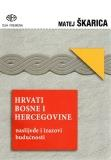 MATEJ ŠKARICA
HRVATI
BOSNE I
HERCEGOVINE
naslijeđe i izazovi
budućnosti